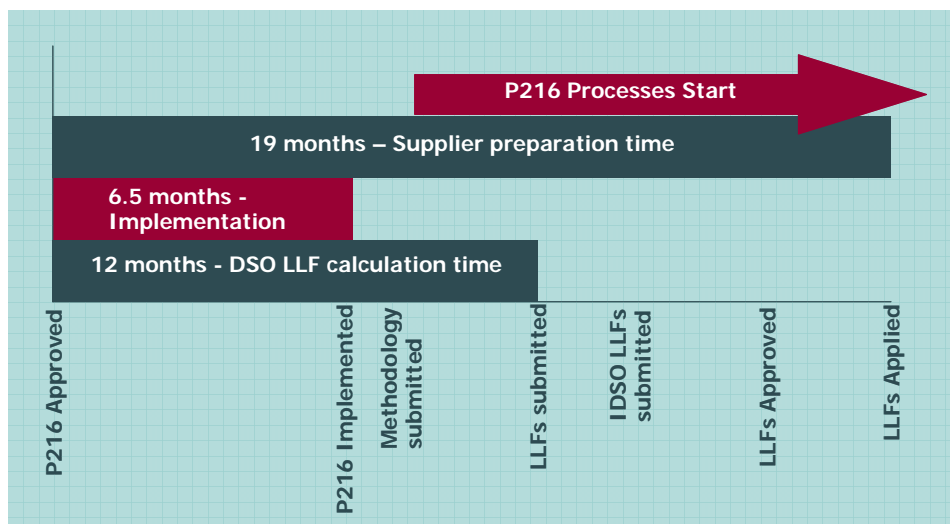 P216 Processes Start
19 months – Supplier preparation time
6.5 months -
Implementation
12 months - DSO LLF calculation time
P216 Approved
P216 Implemented
Methodology
submitted
LLFs submitted
IDSO LLFs
submitted
LLFs Approved
LLFs Applied